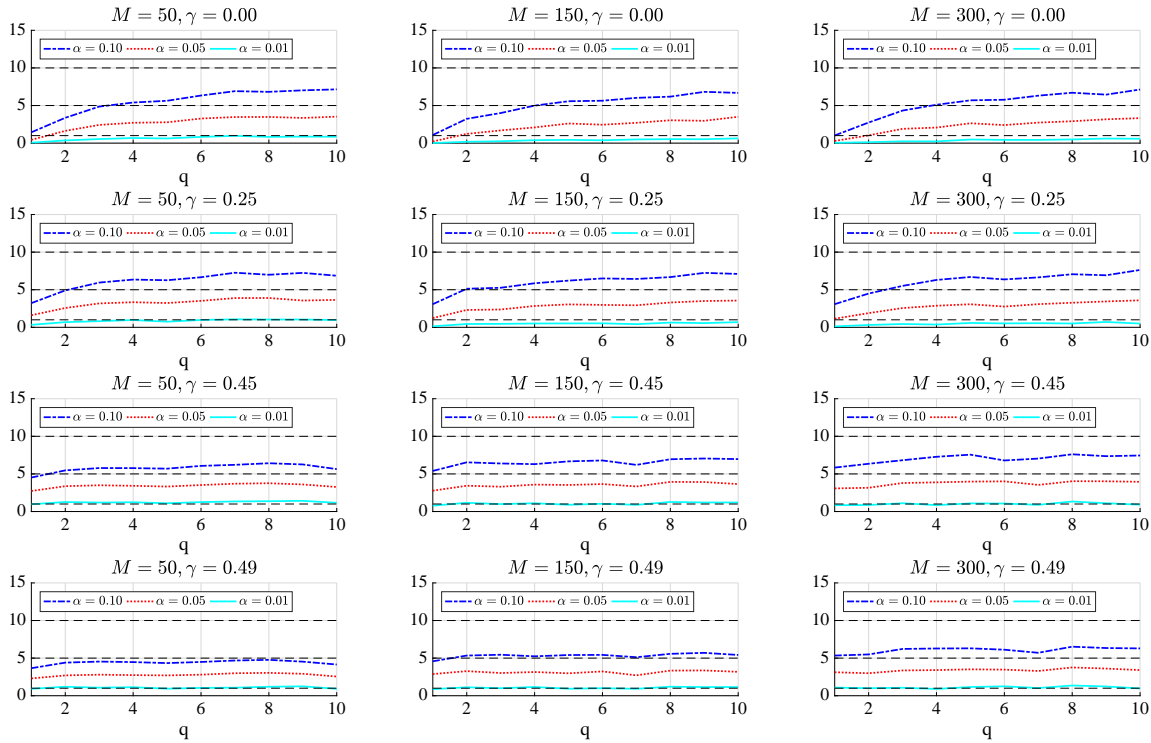 M = 50, γ = 0.00 M = 150, γ = 0.00 M = 300, γ = 0.00
15 15 15
α = 0.10 α = 0.05 α = 0.01 α = 0.10 α = 0.05 α = 0.01 α = 0.10 α = 0.05 α = 0.01
10 10 10
5 5 5
0 0 0
2 4 6 8 10 2 4 6 8 10 2 4 6 8 10
q q q
M = 50, γ = 0.25 M = 150, γ = 0.25 M = 300, γ = 0.25
15 15 15
α = 0.10 α = 0.05 α = 0.01 α = 0.10 α = 0.05 α = 0.01 α = 0.10 α = 0.05 α = 0.01
10 10 10
5 5 5
0 0 0
2 4 6 8 10 2 4 6 8 10 2 4 6 8 10
q q q
M = 50, γ = 0.45 M = 150, γ = 0.45 M = 300, γ = 0.45
15 15 15
α = 0.10 α = 0.05 α = 0.01 α = 0.10 α = 0.05 α = 0.01 α = 0.10 α = 0.05 α = 0.01
10 10 10
5 5 5
0 0 0
2 4 6 8 10 2 4 6 8 10 2 4 6 8 10
q q q
M = 50, γ = 0.49 M = 150, γ = 0.49 M = 300, γ = 0.49
15 15 15
α = 0.10 α = 0.05 α = 0.01 α = 0.10 α = 0.05 α = 0.01 α = 0.10 α = 0.05 α = 0.01
10 10 10
5 5 5
0 0 0
2 4 6 8 10 2 4 6 8 10 2 4 6 8 10
q q q